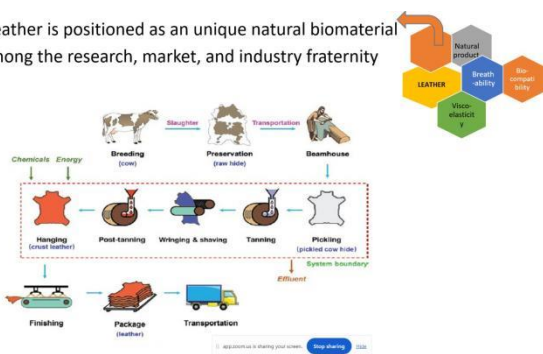 eather is positioned as an unique natural biomaterial
mong the research, market, and industry fraternity
Natural
product
LEATHER
Breath
-ability
Bio-
compati
bility
Visco-
elasticit
y
Slaughter
Transportation
Breeding
(cow)
Preservation
(raw hide)
Beamhouse
Chemicals Energy
Hanging
(crust leather)
Post-tanning
Wringing & shaving
Tanning
Pickling
(pickled cow hide)
System boundary
Effluent
Finishing
Package
(leather)
Transportation
app.zoom.us is sharing your screen.
Stop sharing
Hide